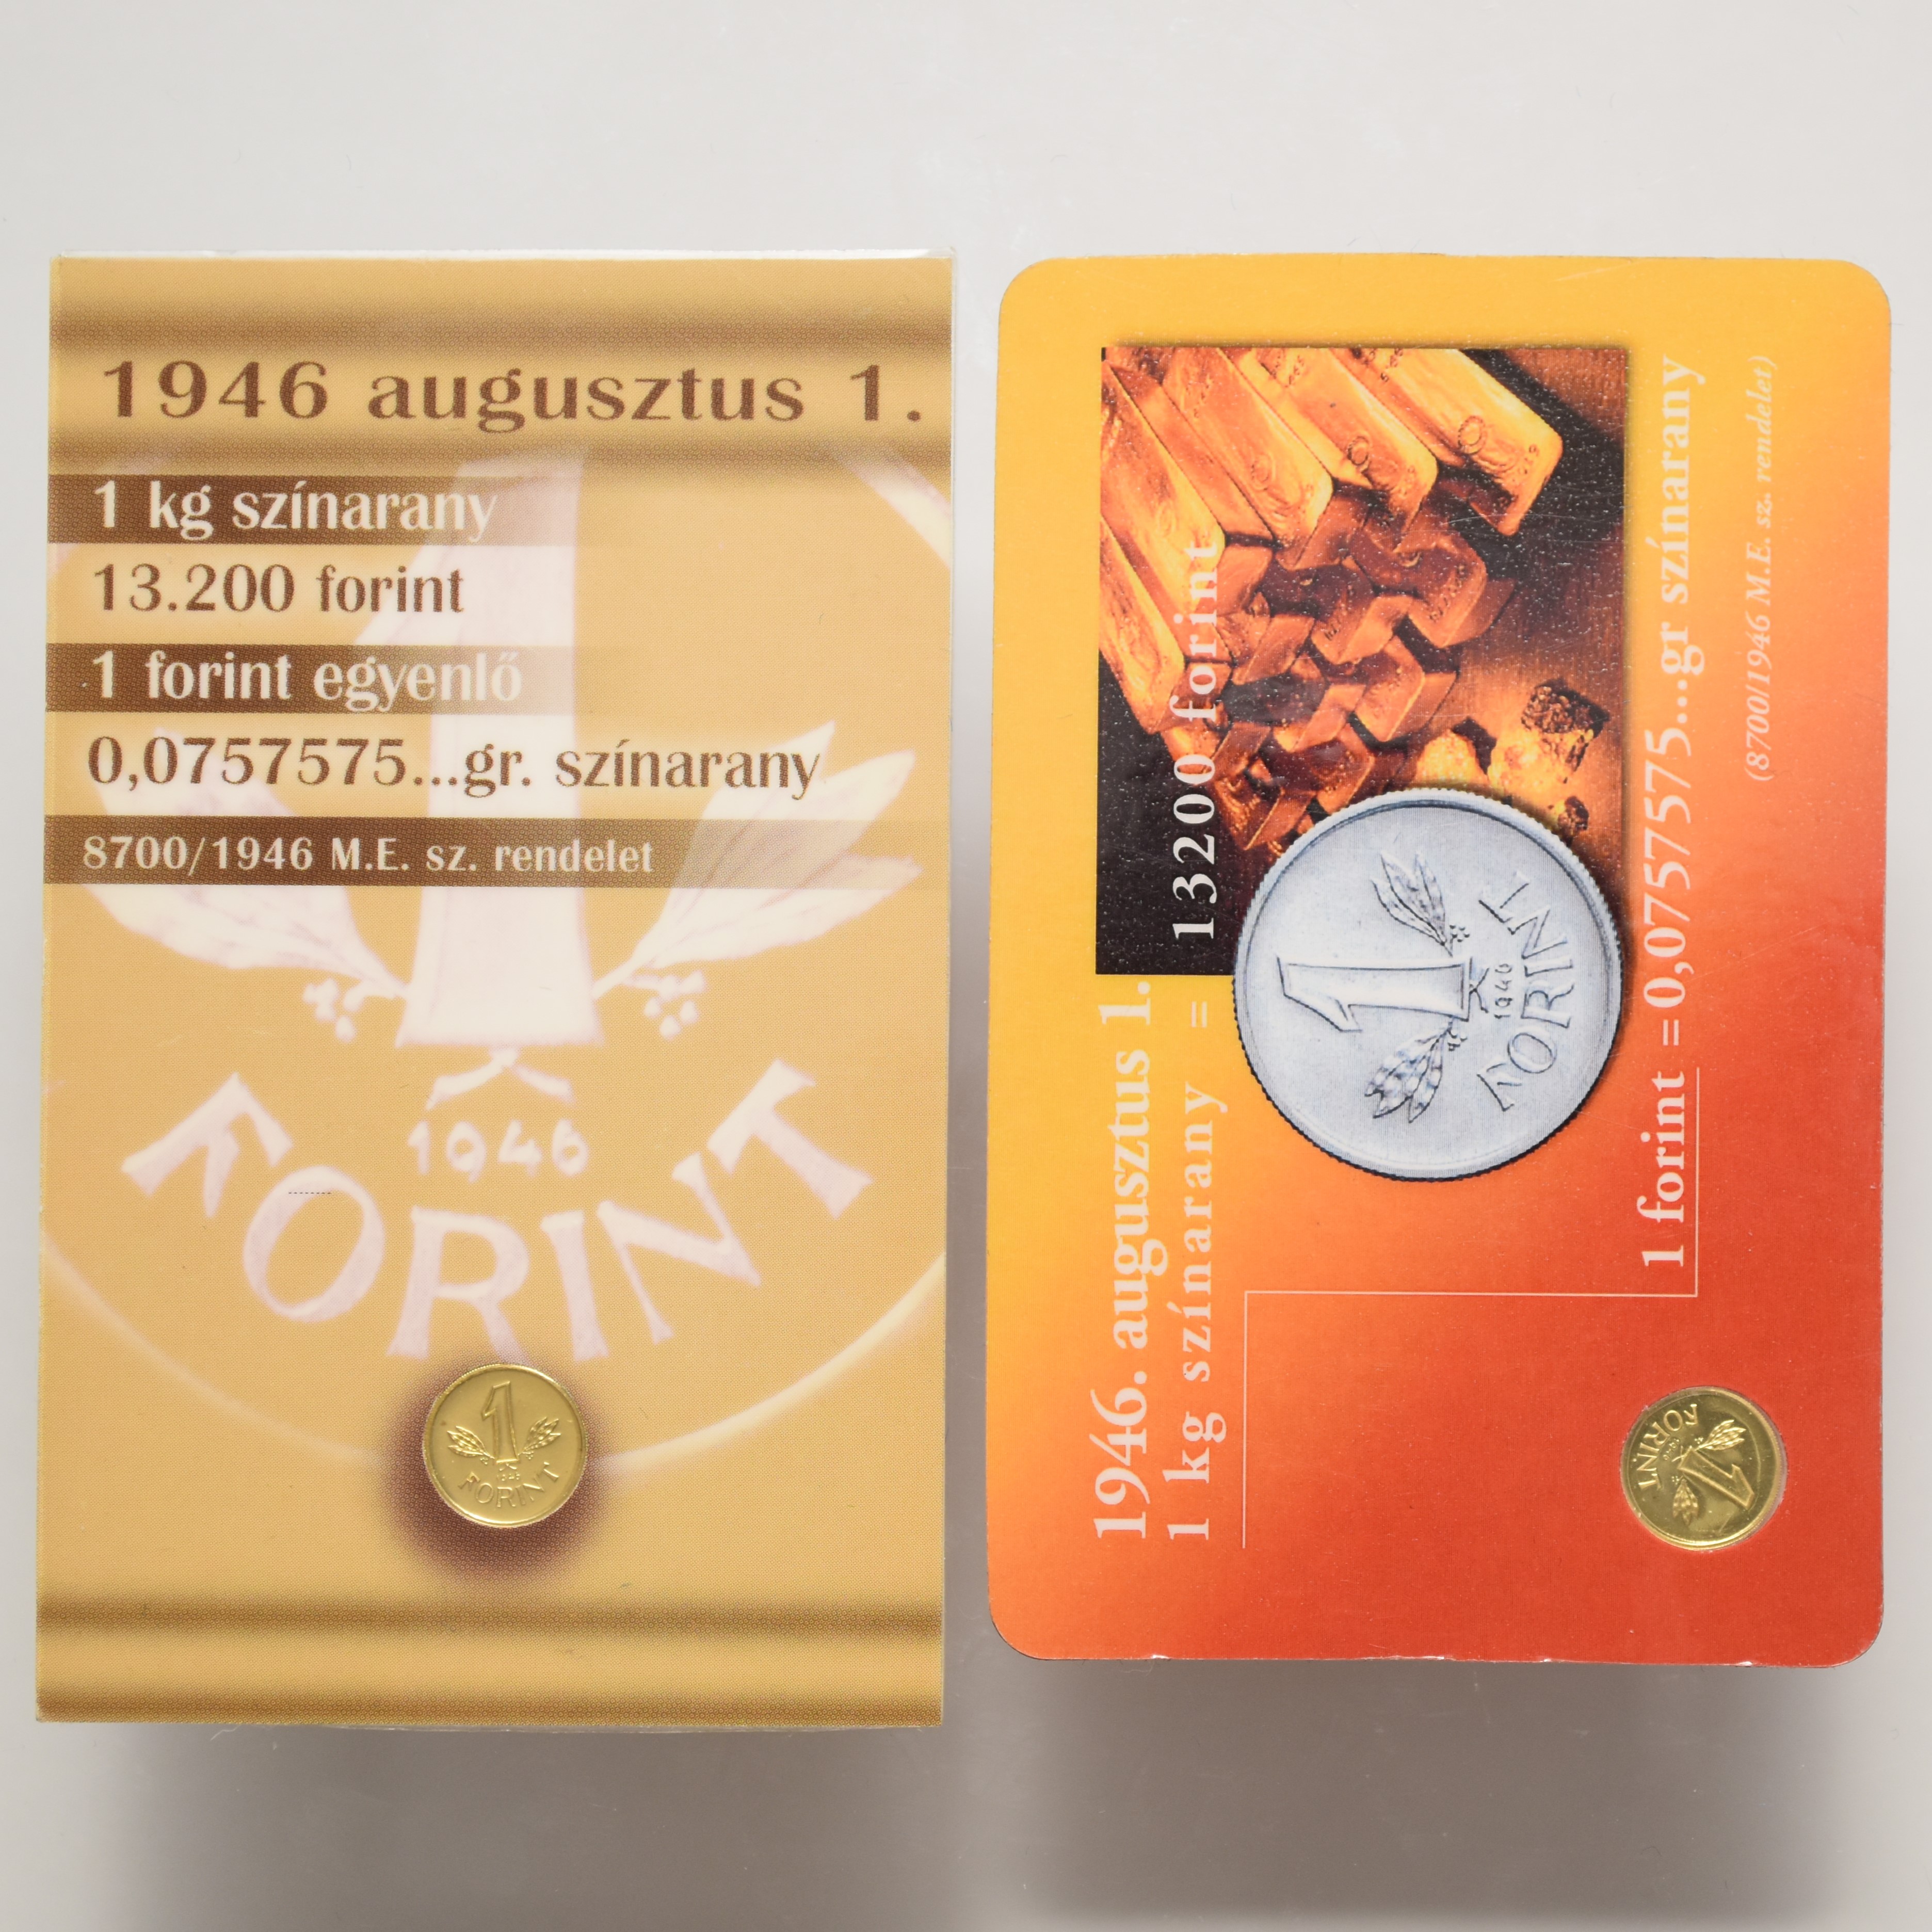 1946 augusztus 1.
1 kg színarany
13.200 forint
1 forint egyenlő
0,0757575...gr. színarany
8700/1946 M.E. sz. rendelet
1946
FORINT
1
1946
FORINT
1946. augusztus 1.
1 kg színarany = 13200 forint
1
1946
FORINT
1 forint = 0,0757575...gr színarany
(8700/1946 M.E. sz. rendelet)
1
FORINT